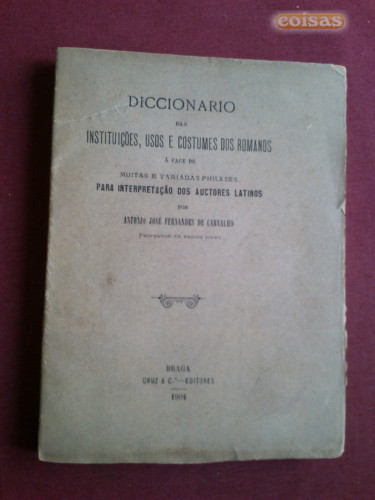 coisas
DICCIONARIO
DAS
INSTITUIÇÕES, USOS E COSTUMES DOS ROMANOS
Á FACE DE
MUITAS E VARIADAS PHRASES
PARA INTERPRETAÇÃO DOS AUCTORES LATINOS
POR
ANTONIO JOSÉ FERNANDES DE CARVALHO
BRAGA
CRUZ & C.ª—EDITORES